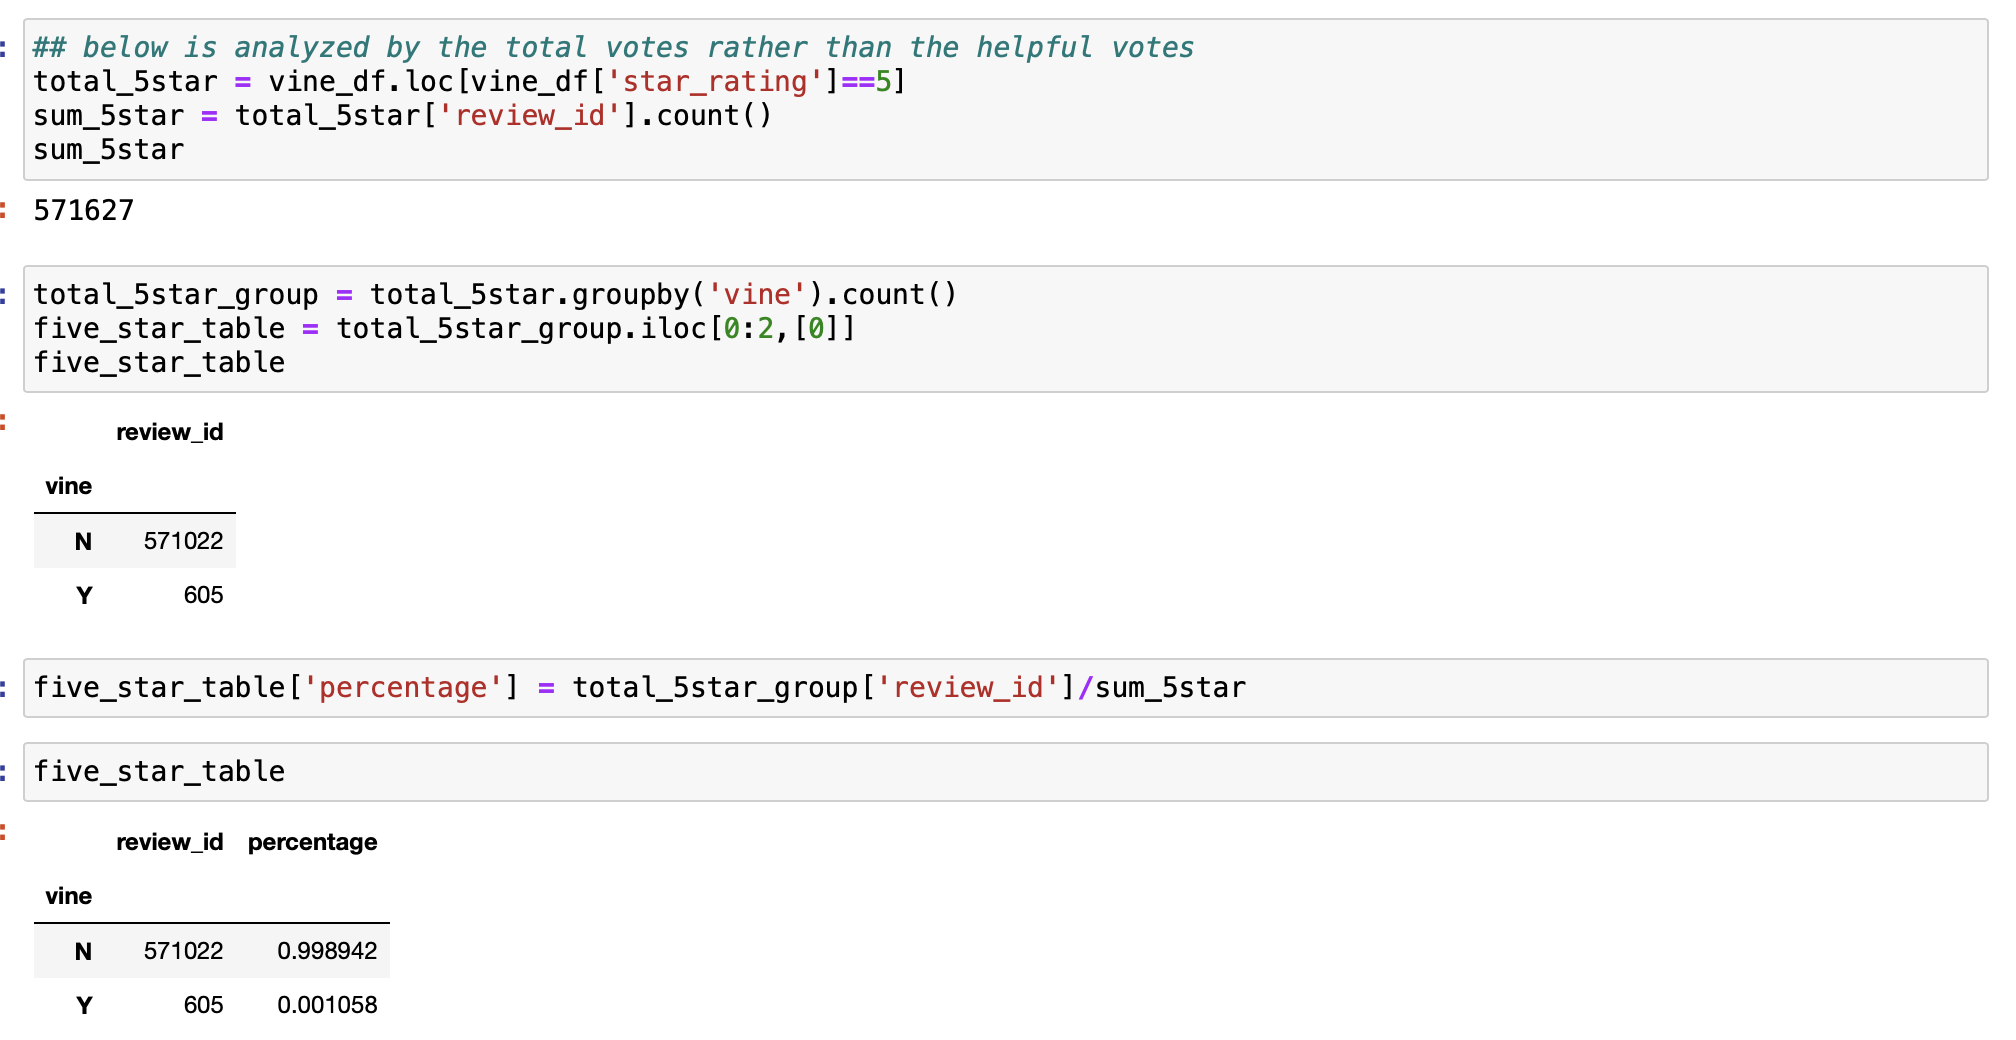 ## below is analyzed by the total votes rather than the helpful votes
total_5star = vine_df.loc[vine_df['star_rating']==5]
sum_5star = total_5star['review_id'].count()
sum_5star
571627
total_5star_group = total_5star.groupby('vine').count()
five_star_table = total_5star_group.iloc[0:2,[0]]
five_star_table
review_id
vine
N 571022
Y 605
five_star_table['percentage'] = total_5star_group['review_id']/sum_5star
five_star_table
review_id percentage
vine
N 571022 0.998942
Y 605 0.001058